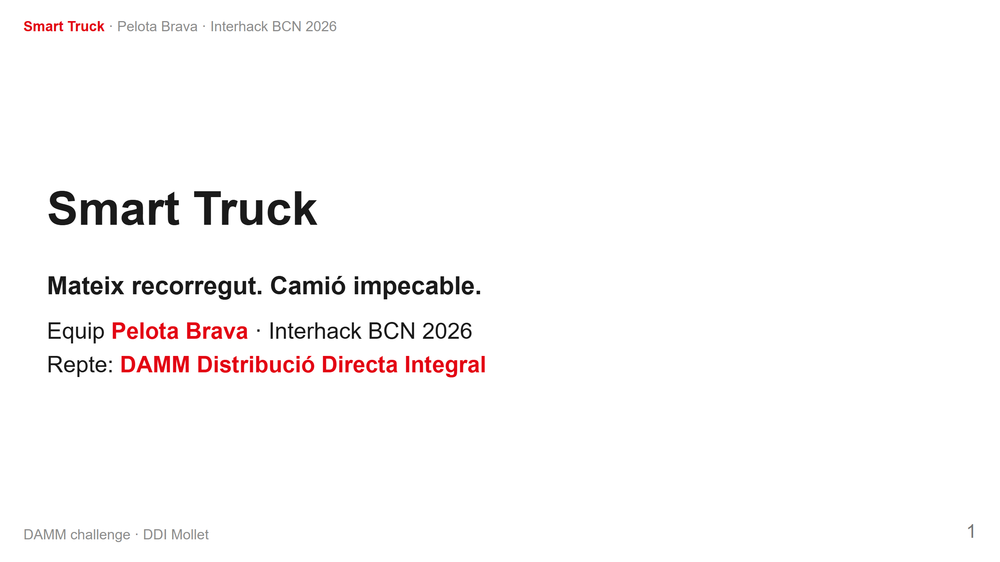 Smart Truck · Pelota Brava · Interhack BCN 2026
Smart Truck
Mateix recorregut. Camió impecable.
Equip Pelota Brava · Interhack BCN 2026
Repte: DAMM Distribució Directa Integral
DAMM challenge · DDI Mollet
1